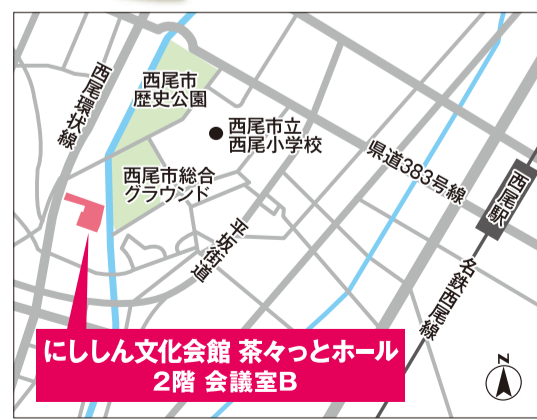 西尾環状線
西尾市
歴史公園
西尾市立
西尾小学校
西尾市総合
グラウンド
県道383号線
西尾駅
平坂街道
名鉄西尾線
にししん文化会館 茶々っとホール
2階 会議室B
N